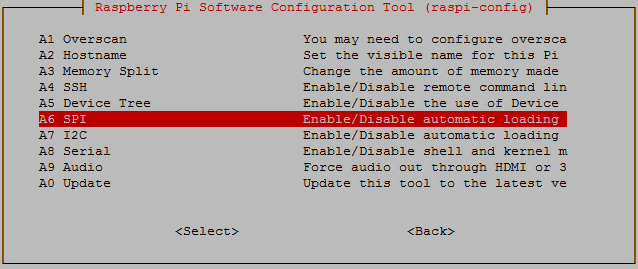 Raspberry Pi Software Configuration Tool (raspi-config)
A1 Overscan You may need to configure oversca
A2 Hostname Set the visible name for this Pi
A3 Memory Split Change the amount of memory made
A4 SSH Enable/Disable remote command lin
A5 Device Tree Enable/Disable the use of Device
A6 SPI Enable/Disable automatic loading
A7 I2C Enable/Disable automatic loading
A8 Serial Enable/Disable shell and kernel m
A9 Audio Force audio out through HDMI or 3
A0 Update Update this tool to the latest ve
<Select> <Back>